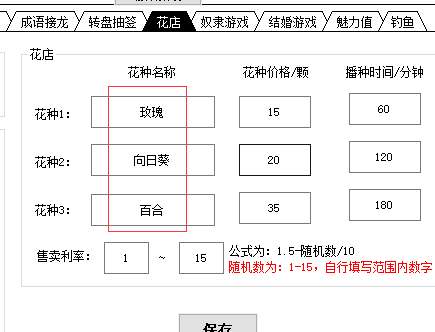 成语接龙 转盘抽签 花店 奴隶游戏 结婚游戏 魅力值 钓鱼
花店
花种名称 花种价格/颗 播种时间/分钟
花种1: 玫瑰 15 60
花种2: 向日葵 20 120
花种3: 百合 35 180
售卖利率: 1 ~ 15 公式为: 1.5-随机数/10
随机数为: 1-15, 自行填写范围内数字
保存